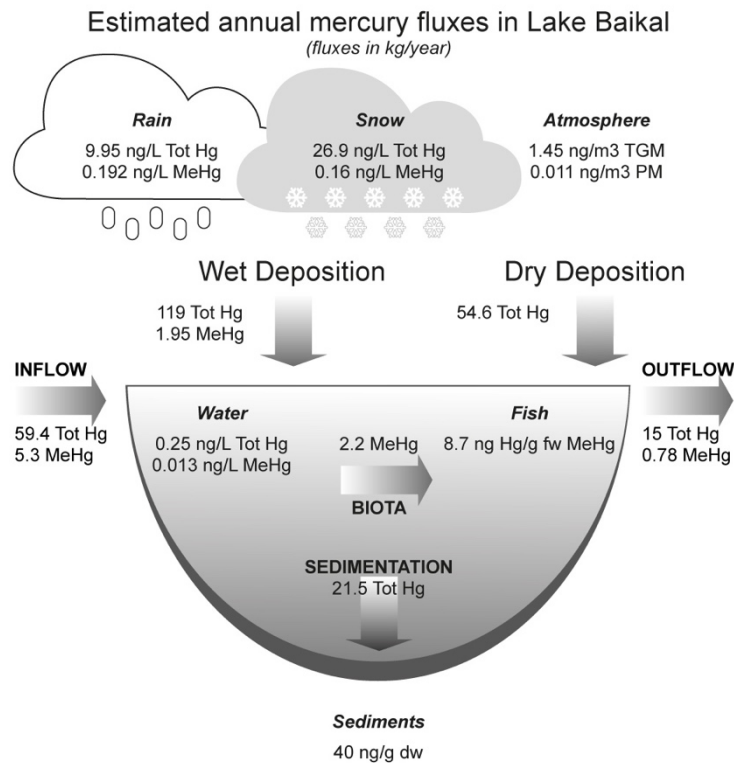 Estimated annual mercury fluxes in Lake Baikal
(fluxes in kg/year)
Rain
9.95 ng/L Tot Hg
0.192 ng/L MeHg
Snow
26.9 ng/L Tot Hg
0.16 ng/L MeHg
Atmosphere
1.45 ng/m3 TGM
0.011 ng/m3 PM
Wet Deposition
119 Tot Hg
1.95 MeHg
Dry Deposition
54.6 Tot Hg
INFLOW
59.4 Tot Hg
5.3 MeHg
OUTFLOW
15 Tot Hg
0.78 MeHg
Water
0.25 ng/L Tot Hg
0.013 ng/L MeHg
2.2 MeHg
BIOTA
Fish
8.7 ng Hg/g fw MeHg
SEDIMENTATION
21.5 Tot Hg
Sediments
40 ng/g dw